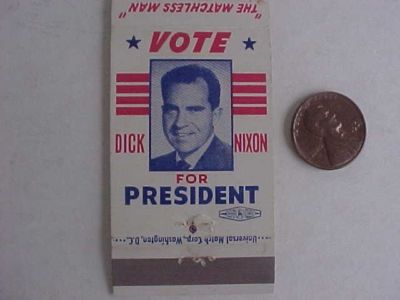 "THE MATCHLESS MAN"
VOTE
DICK NIXON
FOR
PRESIDENT
Universal Match Corp., Washington, D.C.